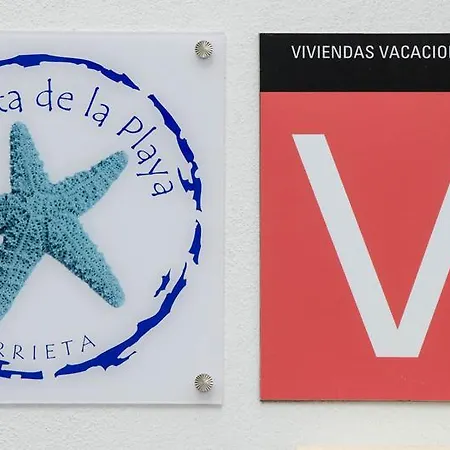 ta de la Playa
RRIETA
VIVIENDAS VACACIO
V